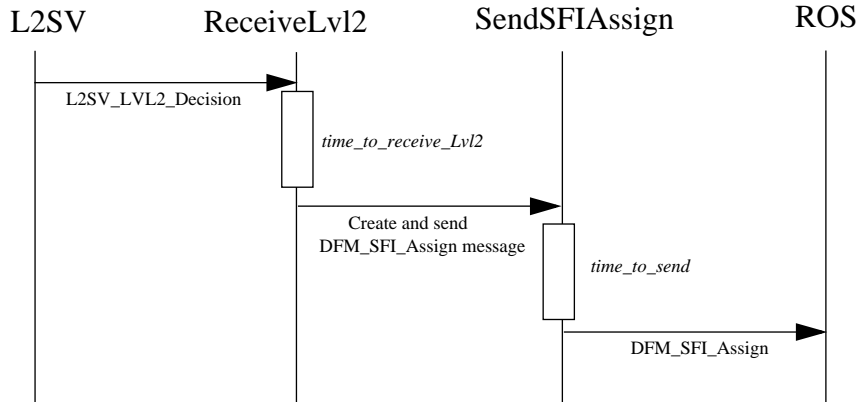 L2SV ReceiveLvl2 SendSFIAssign ROS
L2SV_LVL2_Decision
time_to_receive_Lvl2
Create and send
DFM_SFI_Assign message
time_to_send
DFM_SFI_Assign